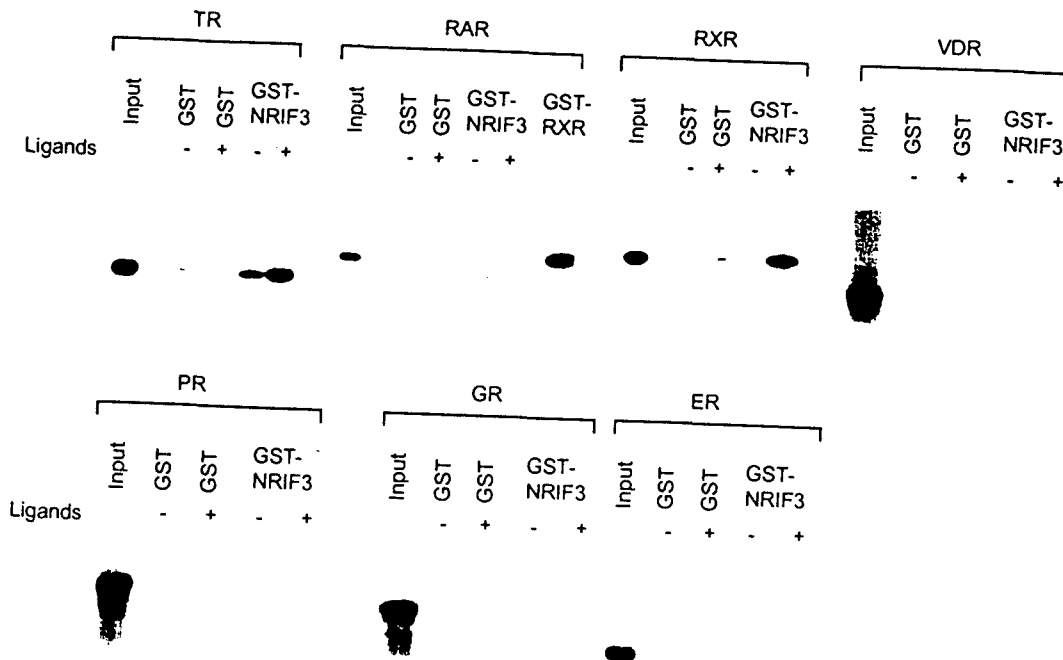 TR
RAR
RXR
VDR
Input
GST
GST
GST-
NRIF3
Input
GST
GST
GST-
NRIF3
GST-
RXR
Input
GST
GST
GST-
NRIF3
Input
GST
GST
GST-
NRIF3
Ligands
- + - +
- + - +
- + - +
- + - +
PR
GR
ER
Input
GST
GST
GST-
NRIF3
Input
GST
GST
GST-
NRIF3
Input
GST
GST
GST-
NRIF3
Ligands
- + - +
- + - +
- + - +